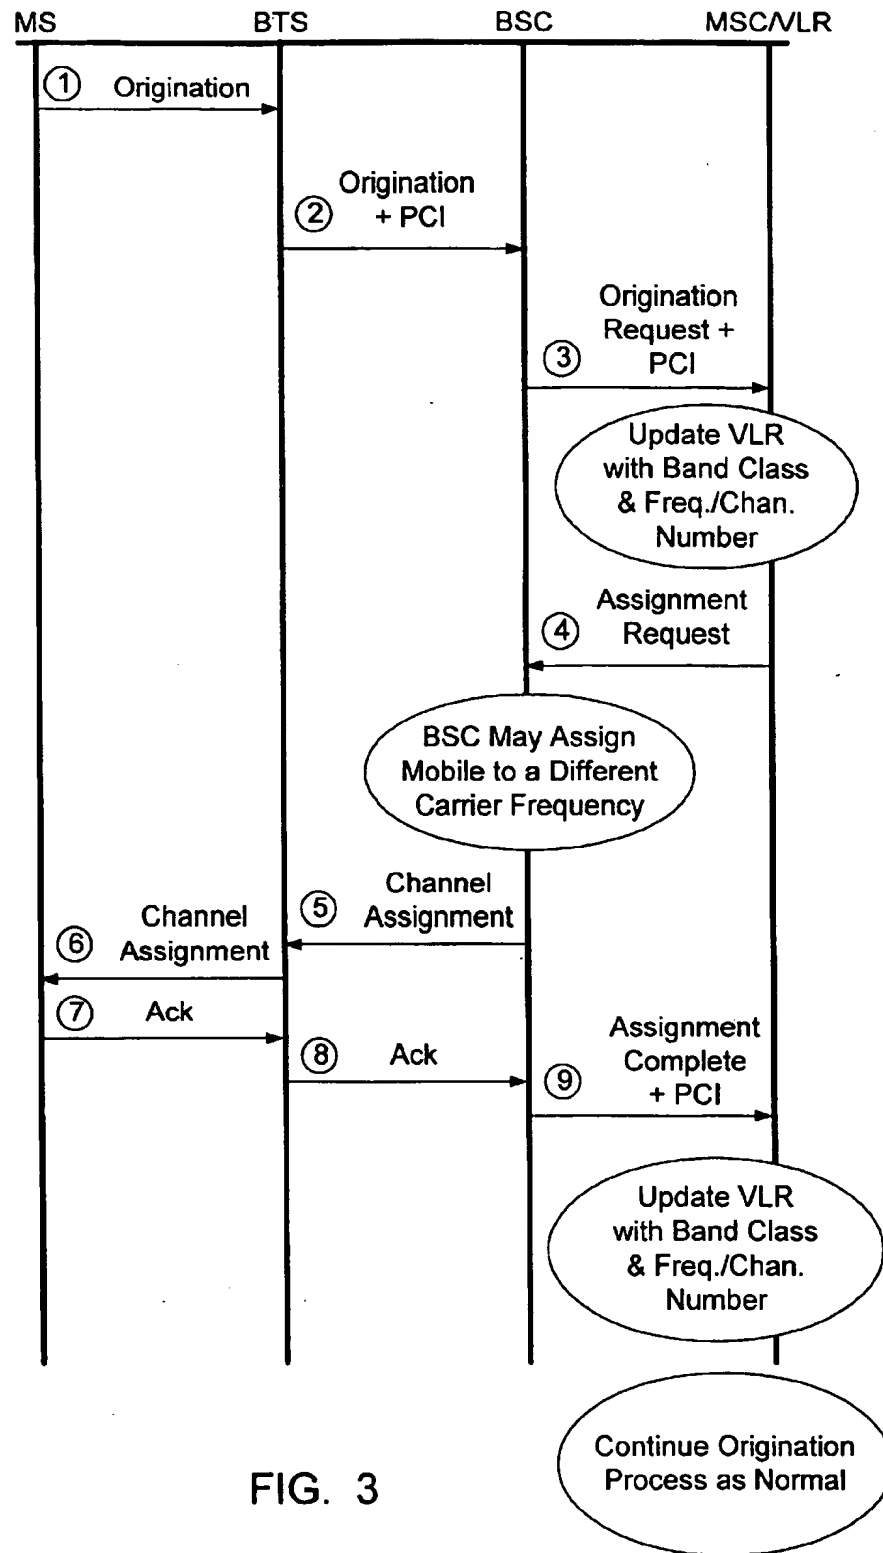 MS BTS BSC MSC/VLR
① Origination
Origination
② + PCI
Origination
Request +
③ PCI
Update VLR
with Band Class
& Freq./Chan.
Number
Assignment
④ Request
BSC May Assign
Mobile to a Different
Carrier Frequency
Channel
⑤ Assignment
Channel
⑥ Assignment
⑦ Ack
⑧ Ack
Assignment
Complete
⑨ + PCI
Update VLR
with Band Class
& Freq./Chan.
Number
Continue Origination
Process as Normal
FIG. 3